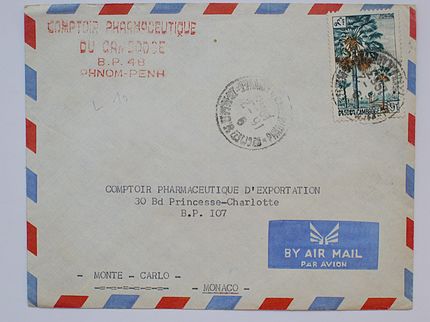 COMPTOIR PHARMACEUTIQUE
DU CAMBODGE
B.P. 48
PHNOM-PENH
COMPTOIR PHARMACEUTIQUE D'EXPORTATION
30 Bd Princesse-Charlotte
B.P. 107
BY AIR MAIL
PAR AVION
- MONTE - CARLO -
- MONACO -